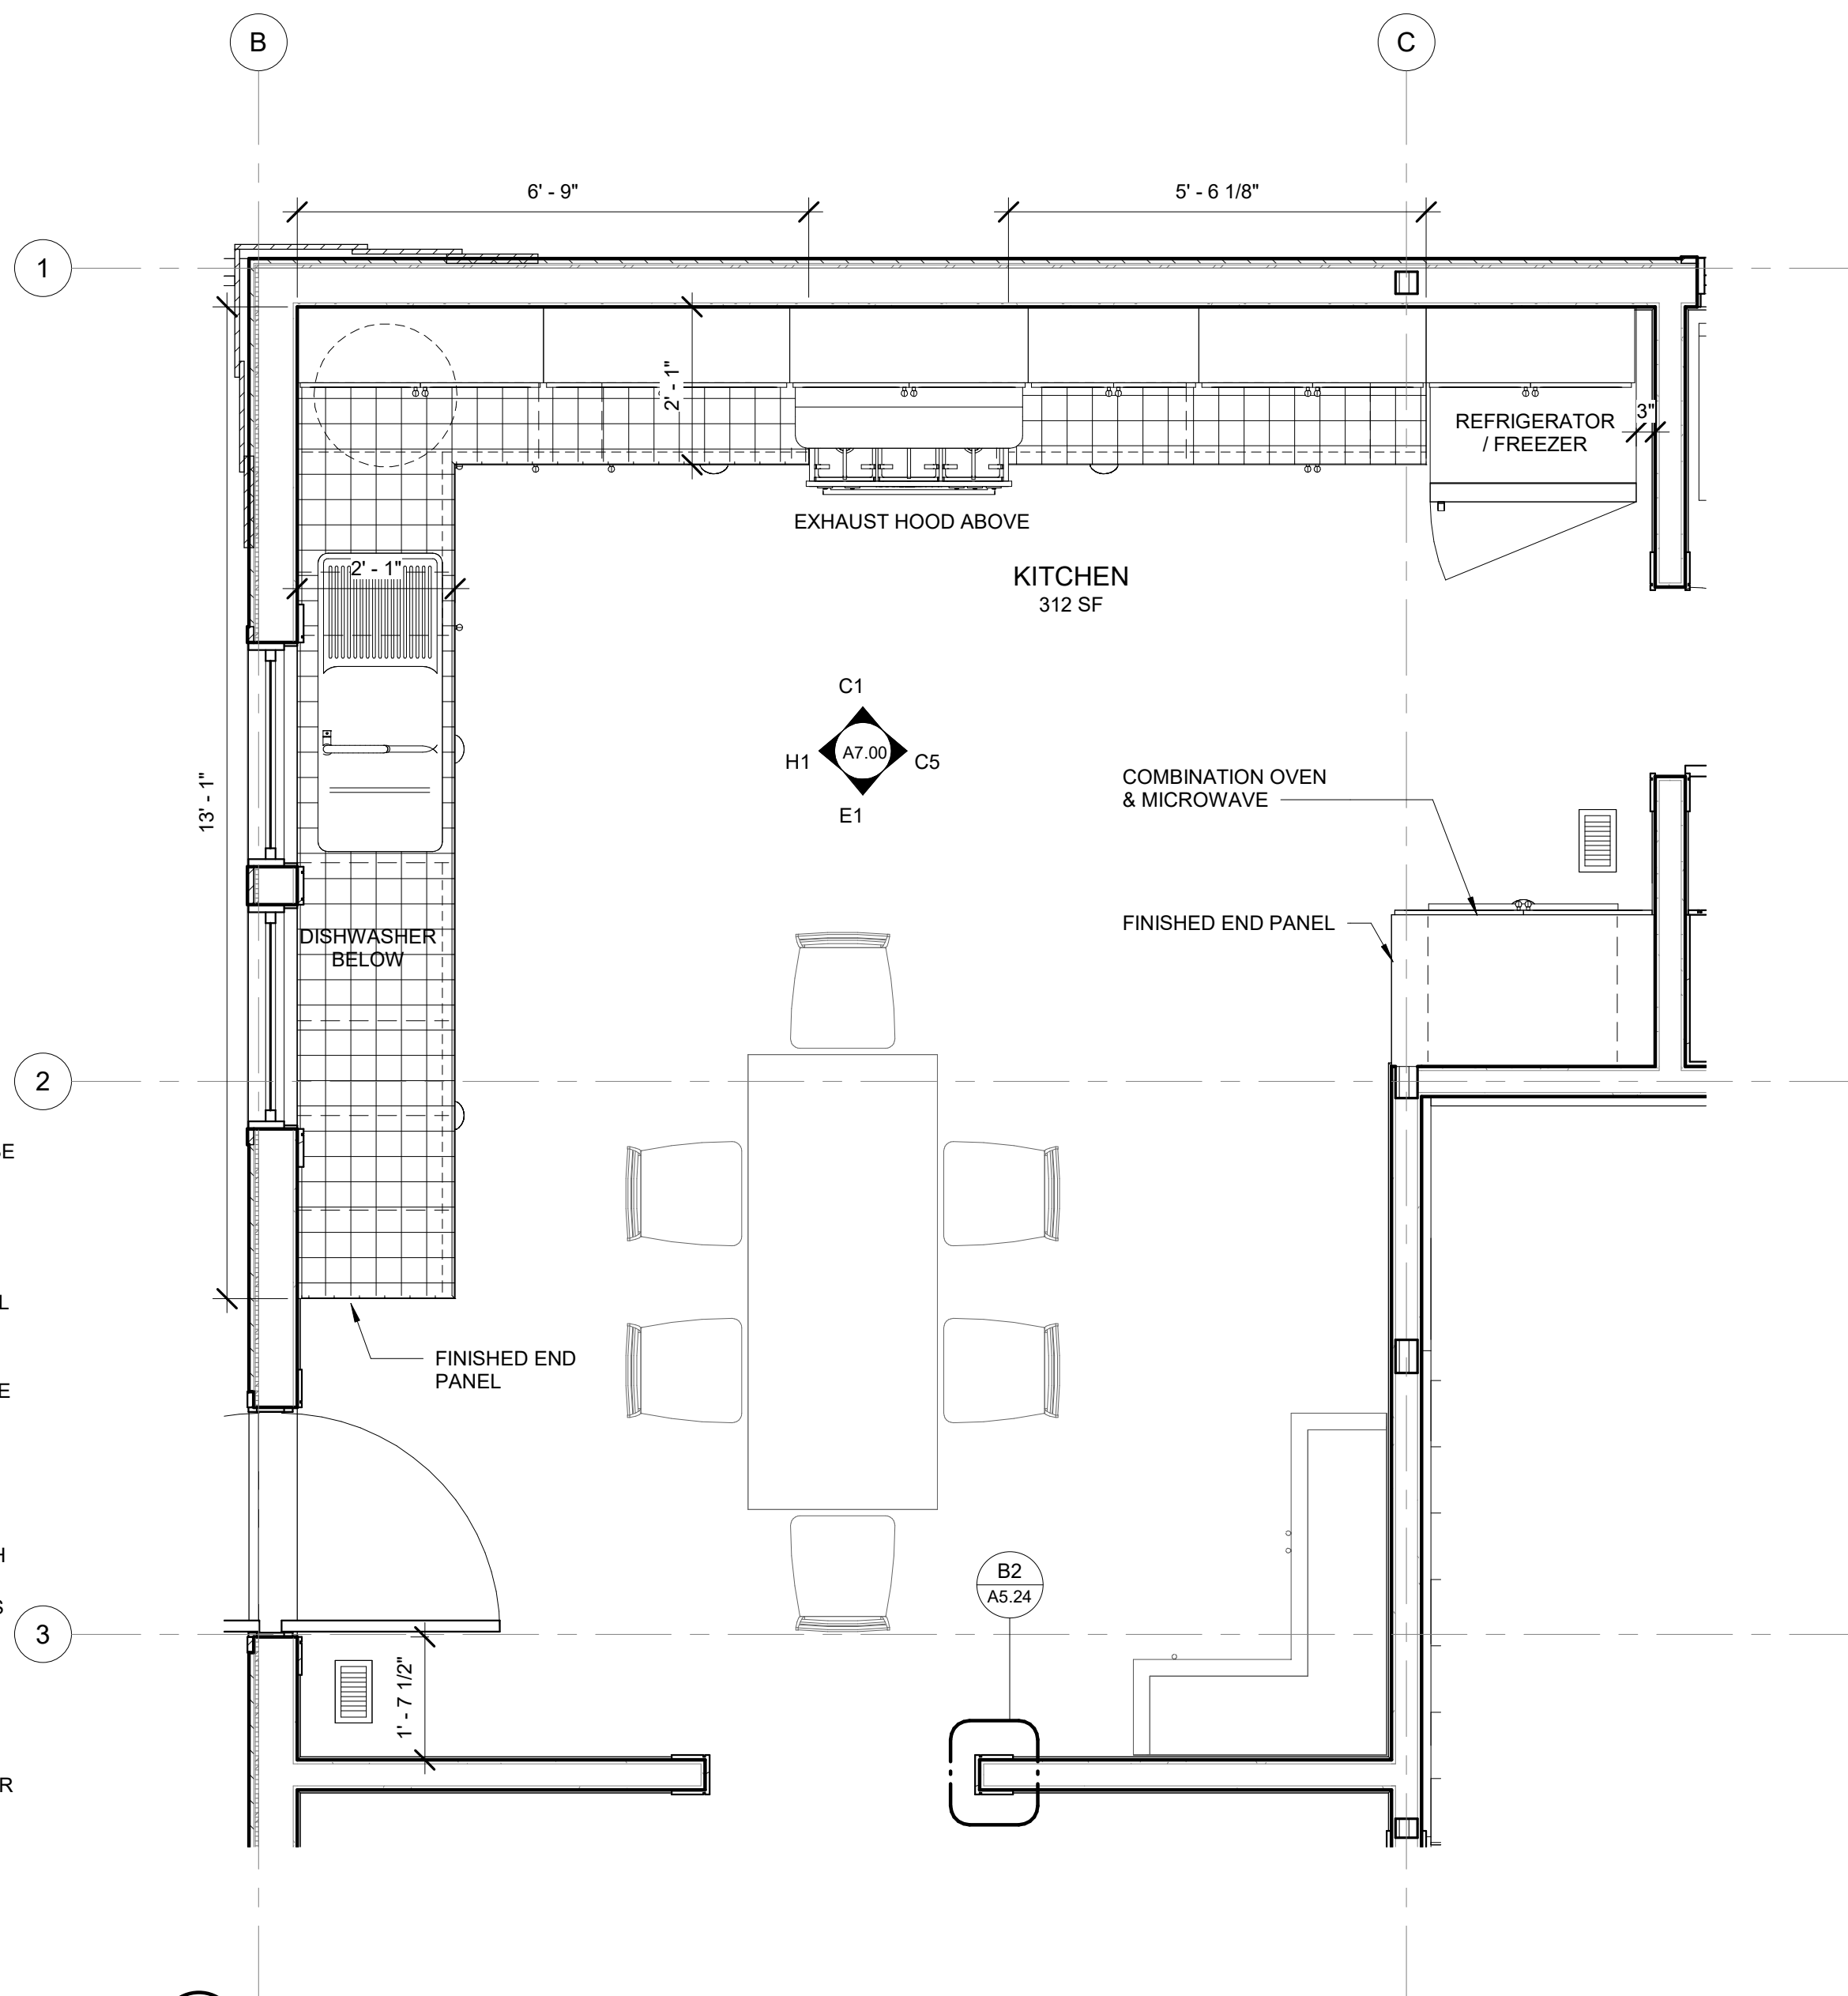 B
C
6' - 9"
5' - 6 1/8"
1
2' - 1"
REFRIGERATOR
/ FREEZER
3"
EXHAUST HOOD ABOVE
2' - 1"
KITCHEN
312 SF
C1
H1
A7.00
C5
E1
13' - 1"
COMBINATION OVEN
& MICROWAVE
FINISHED END PANEL
DISHWASHER
BELOW
2
E
L
FINISHED END
PANEL
E
H
S
B2
A5.24
3
1' - 7 1/2"
R